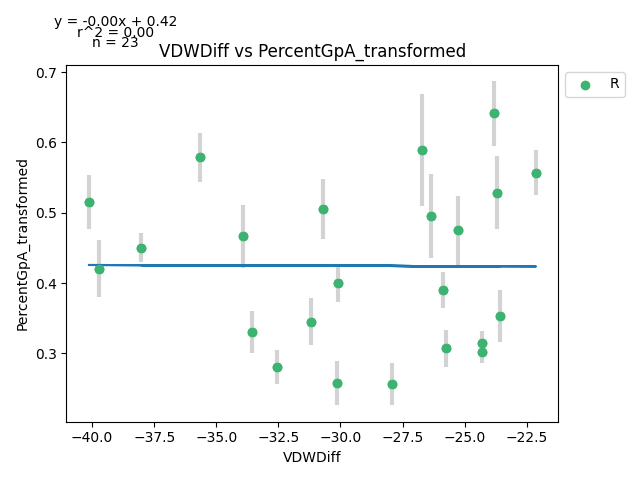 y = -0.00x + 0.42
r^2 = 0.00
n = 23
VDWDiff vs PercentGpA_transformed
R
PercentGpA_transformed
0.7
0.6
0.5
0.4
0.3
−40.0 −37.5 −35.0 −32.5 −30.0 −27.5 −25.0 −22.5
VDWDiff